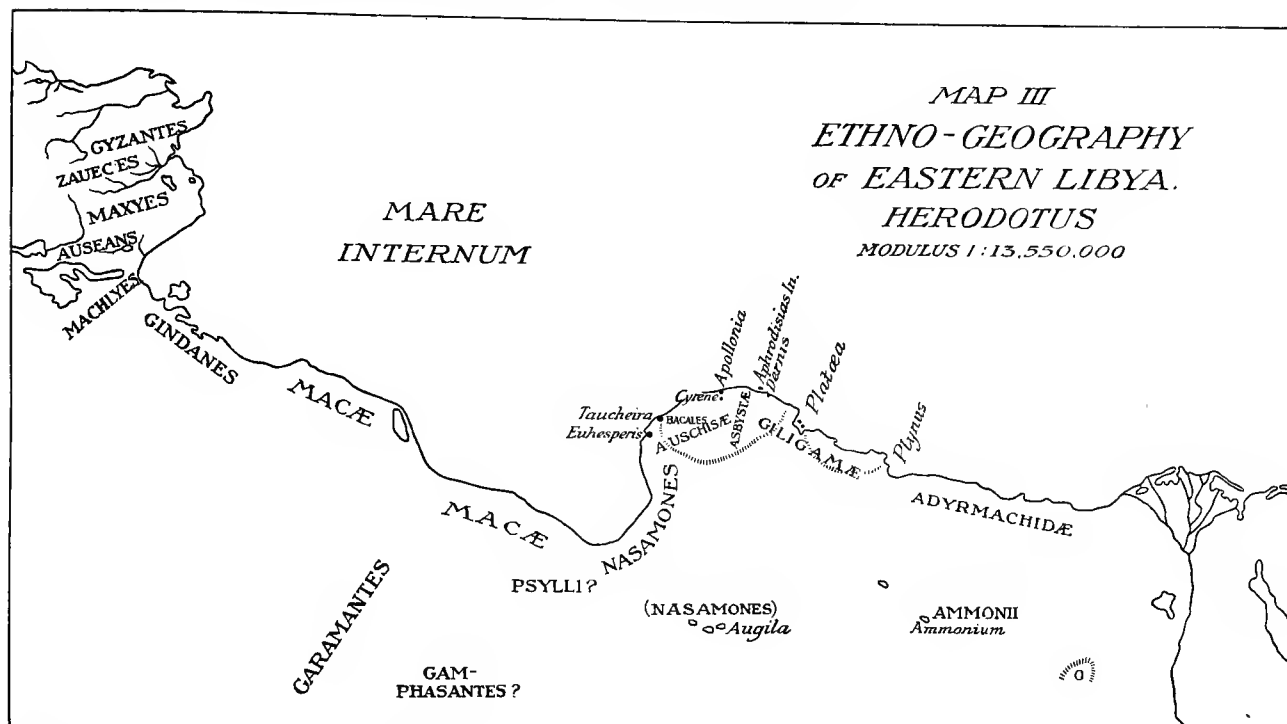 MAP III
ETHNO-GEOGRAPHY
OF EASTERN LIBYA.
HERODOTUS
MODULUS 1:13,550,000
MARE
INTERNUM
GYZANTES
ZAUECES
MAXYES
AUSEANS
MACHLYES
GINDANES
MACÆ
MACÆ
Taucheira
Euhesperis
Cyrene
Apollonia
Aphrodisias In.
Dernis
Platœa
Plynus
BACALES
AUSCHISÆ
ASBYSTÆ
GILIGAMÆ
ADYRMACHIDÆ
NASAMONES
PSYLLI?
(NASAMONES)
Augila
AMMONII
Ammonium
GARAMANTES
GAM-
PHASANTES?
O